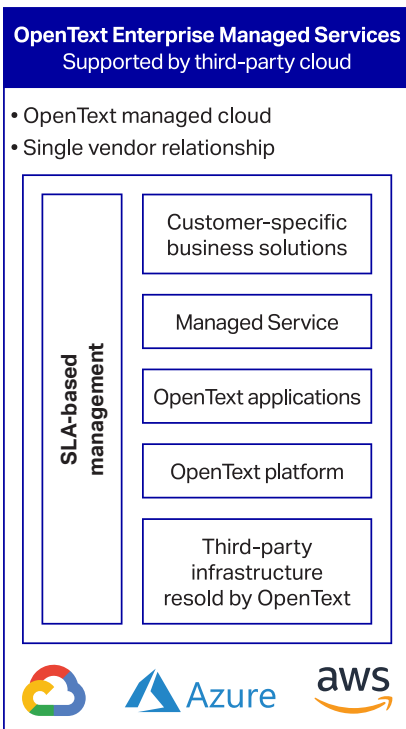 OpenText Enterprise Managed Services
Supported by third-party cloud
• OpenText managed cloud
• Single vendor relationship
SLA-based
management
Customer-specific
business solutions
Managed Service
OpenText applications
OpenText platform
Third-party
infrastructure
resold by OpenText
Azure
aws